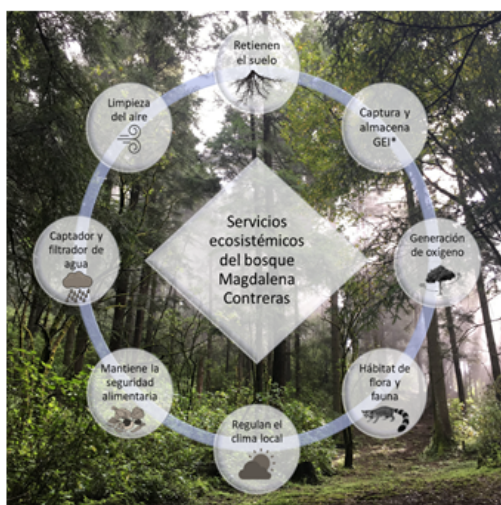 Retienen
el suelo
Captura y
almacena
GEI*
Generación
de oxigeno
Hábitat de
flora y
fauna
Regulan el
clima local
Mantiene la
seguridad
alimentaria
Captador y
filtrador de
agua
Limpieza
del aire
Servicios
ecosistémicos
del bosque
Magdalena
Contreras